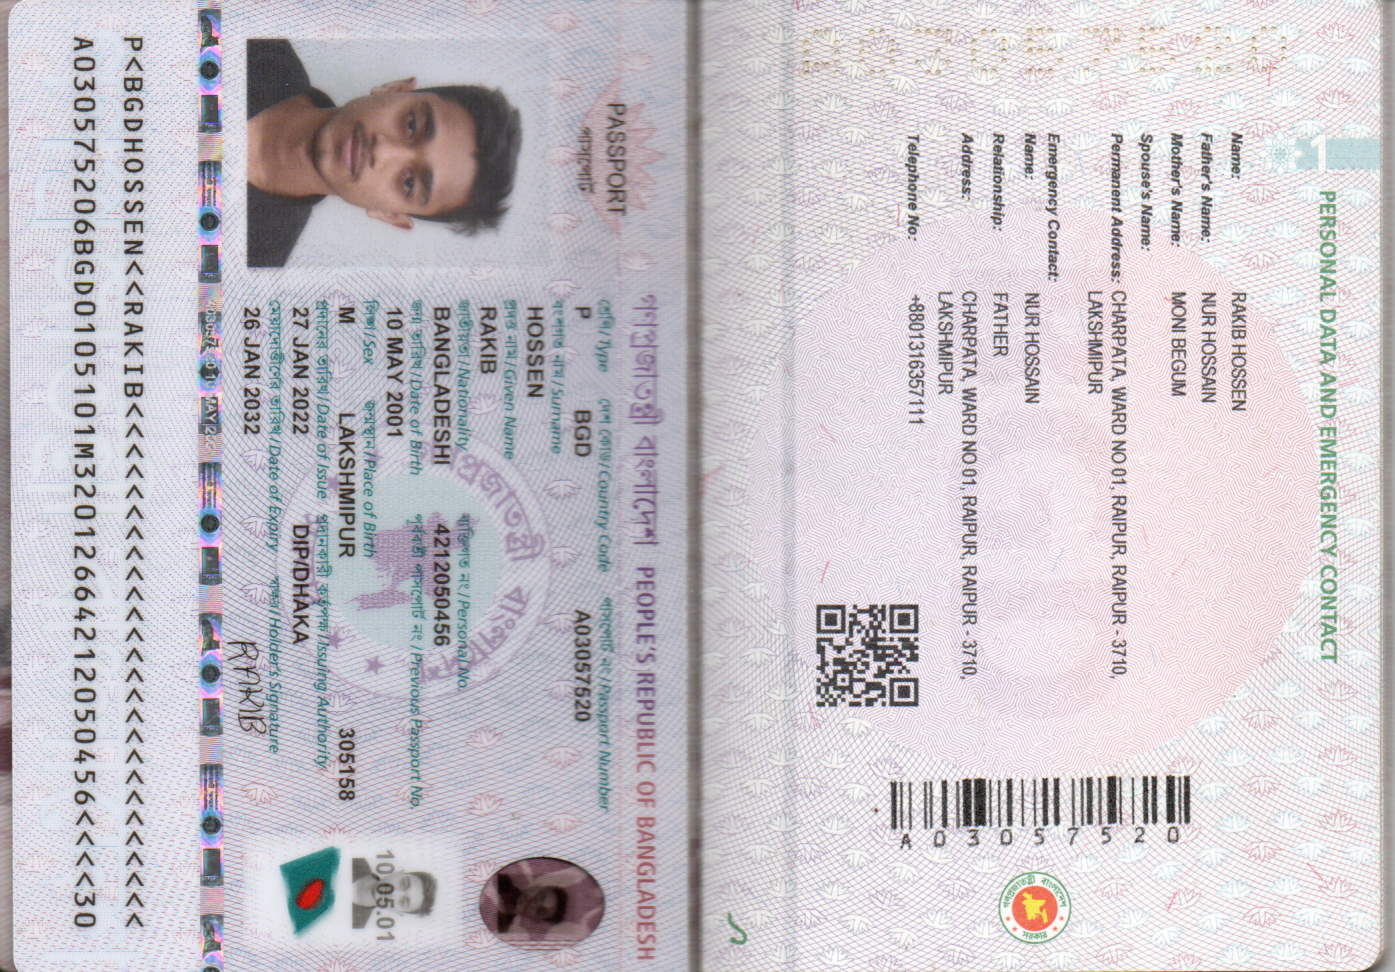 1
PERSONAL DATA AND EMERGENCY CONTACT
Name: RAKIB HOSSEN
Father's Name: NUR HOSSAIN
Mother's Name: MONI BEGUM
Spouse's Name:
Permanent Address: CHARPATA, WARD NO 01, RAIPUR, RAIPUR - 3710,
LAKSHMIPUR
Emergency Contact:
Name: NUR HOSSAIN
Relationship: FATHER
Address: CHARPATA, WARD NO 01, RAIPUR, RAIPUR - 3710,
LAKSHMIPUR
Telephone No: +8801316357111
A03057520
গণপ্রজাতন্ত্রী বাংলাদেশ
সরকার
গণপ্রজাতন্ত্রী বাংলাদেশ PEOPLE'S REPUBLIC OF BANGLADESH
PASSPORT
পাসপোর্ট
শ্রেণি/Type দেশ কোড/Country Code পাসপোর্ট নং/Passport Number
P BGD A03057520
বংশগত নাম/Surname
HOSSEN
প্রদত্ত নাম/Given Name
RAKIB
জাতীয়তা/Nationality ব্যক্তিগত নং/Personal No.
BANGLADESHI 4212050456
জন্ম তারিখ/Date of Birth পূর্ববর্তী পাসপোর্ট নং/Previous Passport No.
10 MAY 2001
লিঙ্গ/Sex জন্মস্থান/Place of Birth
M LAKSHMIPUR 305158
প্রদানের তারিখ/Date of Issue প্রদানকারী কর্তৃপক্ষ/Issuing Authority
27 JAN 2022 DIP/DHAKA
মেয়াদোত্তীর্ণের তারিখ/Date of Expiry স্বাক্ষর/Holder's Signature
26 JAN 2032 RAKIB
10.05.01
P<BGDHOSSEN<<RAKIB<<<<<<<<<<<<<<<<<<<<<<<<<<
A030575206BGD0105101M32012664212050456<<<<30